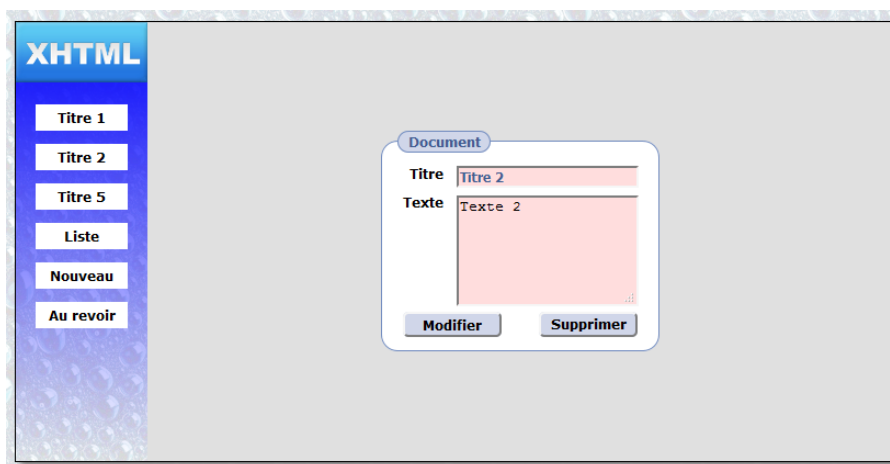 XHTML
Titre 1
Titre 2
Titre 5
Liste
Nouveau
Au revoir
Document
Titre Titre 2
Texte Texte 2
Modifier Supprimer